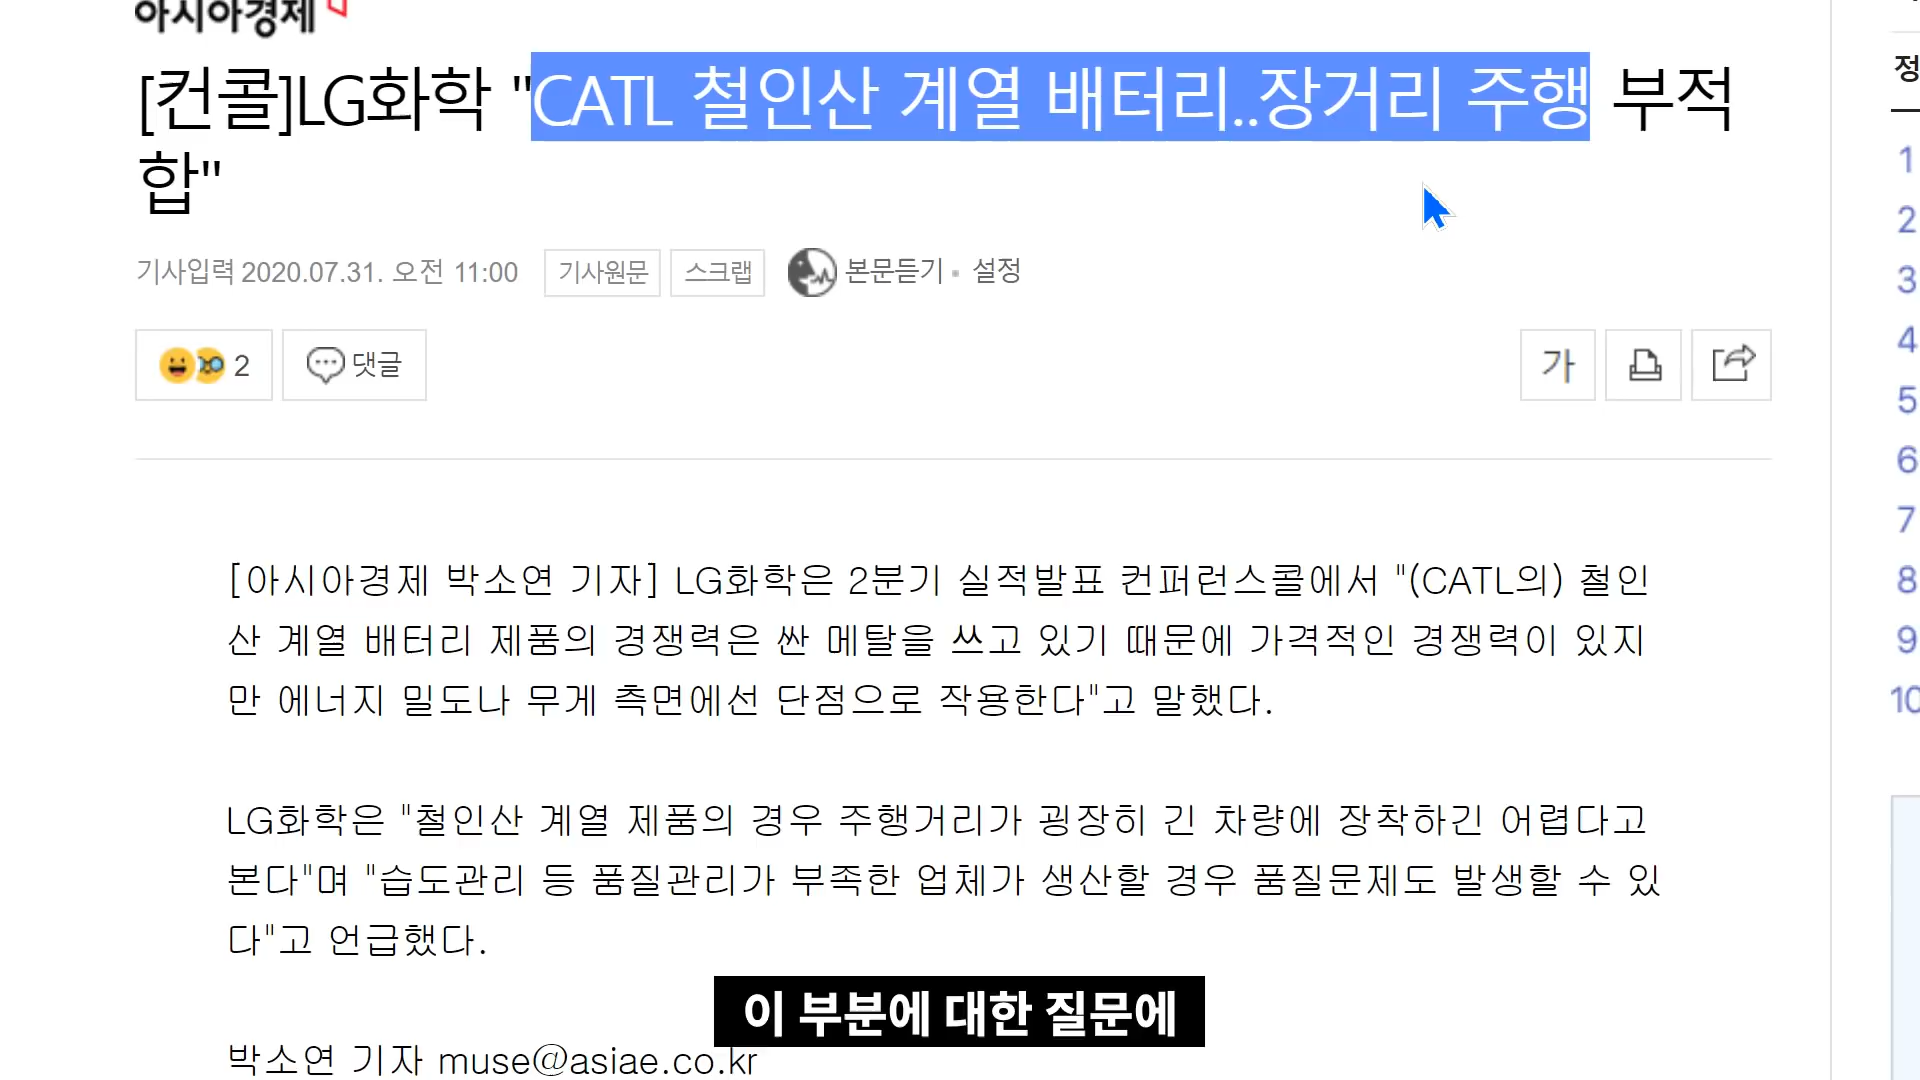 아시아경제
[컨콜]LG화학 "CATL 철인산 계열 배터리..장거리 주행 부적
합"
기사입력 2020.07.31. 오전 11:00 기사원문 스크랩 본문듣기 설정
2 댓글 가
[아시아경제 박소연 기자] LG화학은 2분기 실적발표 컨퍼런스콜에서 "(CATL의) 철인
산 계열 배터리 제품의 경쟁력은 싼 메탈을 쓰고 있기 때문에 가격적인 경쟁력이 있지
만 에너지 밀도나 무게 측면에선 단점으로 작용한다"고 말했다.
LG화학은 "철인산 계열 제품의 경우 주행거리가 굉장히 긴 차량에 장착하긴 어렵다고
본다"며 "습도관리 등 품질관리가 부족한 업체가 생산할 경우 품질문제도 발생할 수 있
다"고 언급했다.
이 부분에 대한 질문에
박소연 기자 muse@asiae.co.kr
정
1
2
3
4
5
6
7
8
9
10